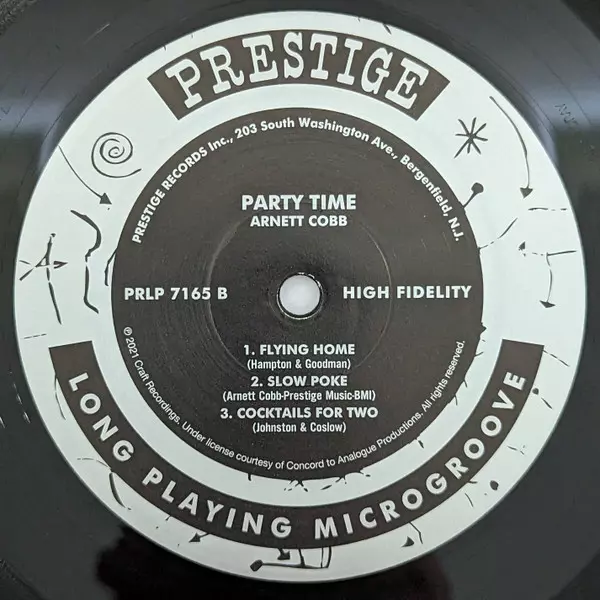 PRESTIGE
PRESTIGE RECORDS Inc., 203 South Washington Ave., Bergenfield, N.J.
PARTY TIME
ARNETT COBB
PRLP 7165 B
HIGH FIDELITY
1. FLYING HOME
(Hampton & Goodman)
2. SLOW POKE
(Arnett Cobb-Prestige Music-BMI)
3. COCKTAILS FOR TWO
(Johnston & Coslow)
℗ 2021 Craft Recordings. Under license courtesy of Concord to Analogue Productions. All rights reserved.
LONG PLAYING MICROGROOVE